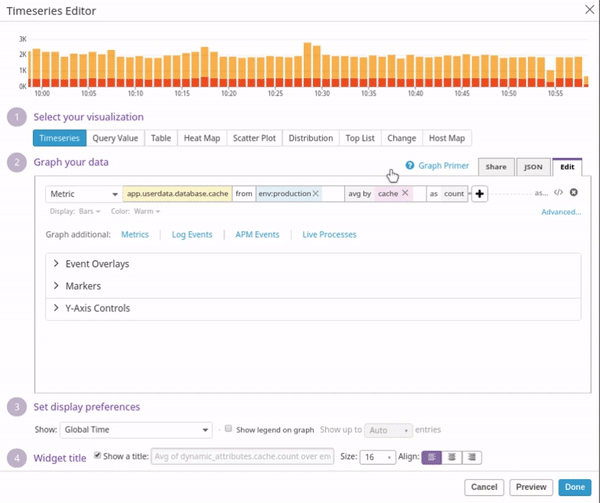 Timeseries Editor
3K
2K
1K
0K
10:00 10:05 10:10 10:15 10:20 10:25 10:30 10:35 10:40 10:45 10:50 10:55
1 Select your visualization
Timeseries Query Value Table Heat Map Scatter Plot Distribution Top List Change Host Map
2 Graph your data
Graph Primer Share JSON Edit
Metric app.userdata.database.cache from env:production avg by cache as count as...
Display: Bars Color: Warm Advanced...
Graph additional: Metrics Log Events APM Events Live Processes
Event Overlays
Markers
Y-Axis Controls
3 Set display preferences
Show: Global Time Show legend on graph Show up to Auto entries
4 Widget title Show a title: Avg of dynamic_attributes.cache.count over en Size: 16 Align:
Cancel Preview Done